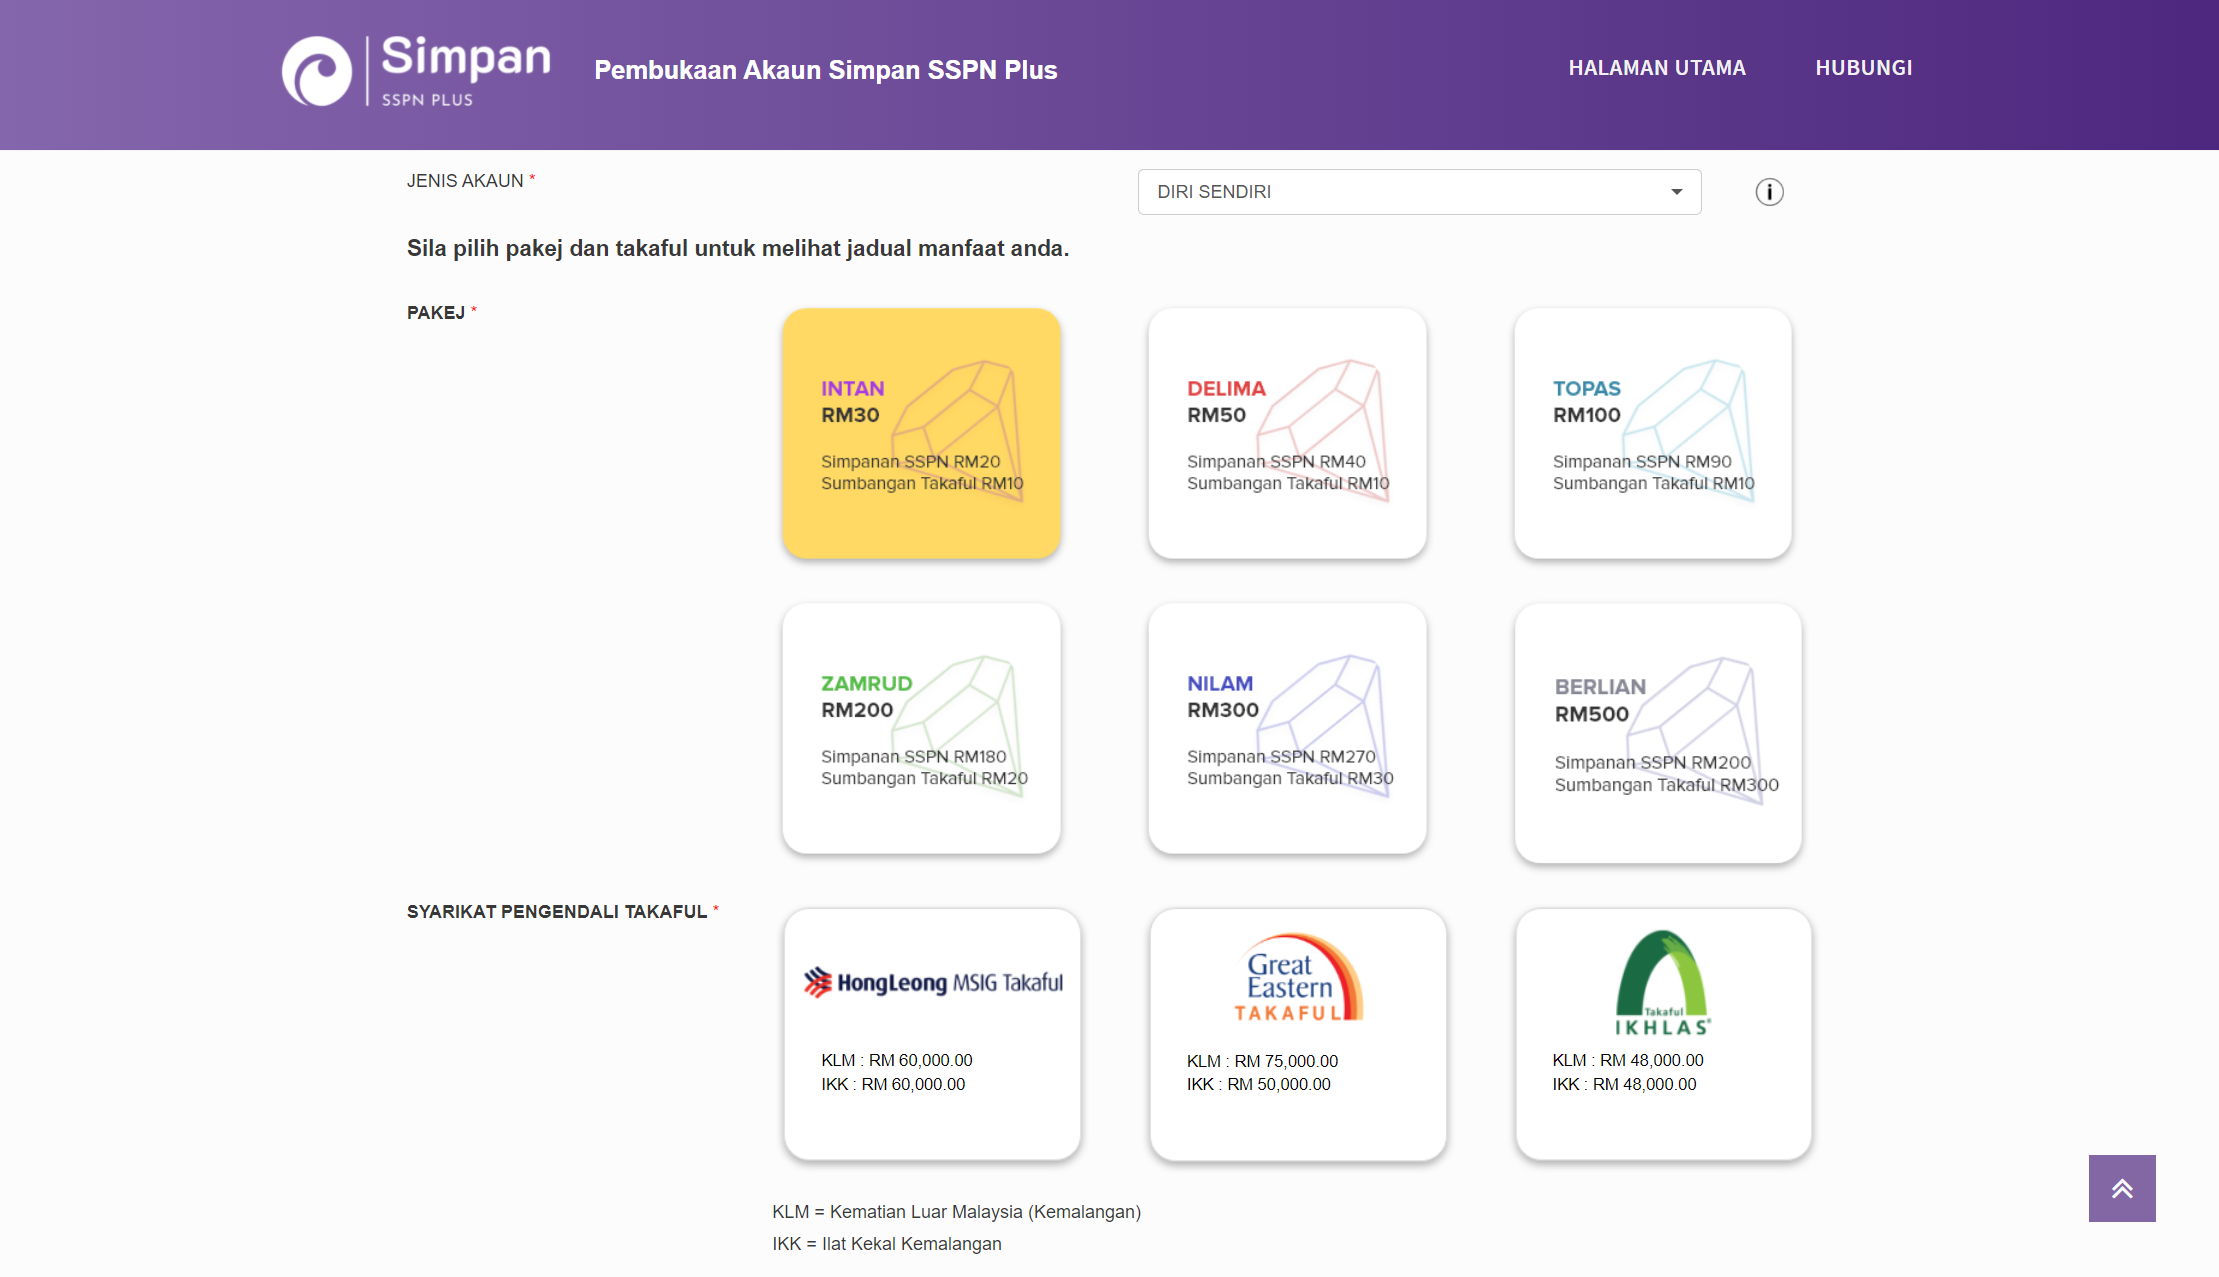 Simpan
SSPN PLUS
Pembukaan Akaun Simpan SSPN Plus
HALAMAN UTAMA
HUBUNGI
JENIS AKAUN *
DIRI SENDIRI
Sila pilih pakej dan takaful untuk melihat jadual manfaat anda.
PAKEJ *
INTAN
RM30
Simpanan SSPN RM20
Sumbangan Takaful RM10
DELIMA
RM50
Simpanan SSPN RM40
Sumbangan Takaful RM10
TOPAS
RM100
Simpanan SSPN RM90
Sumbangan Takaful RM10
ZAMRUD
RM200
Simpanan SSPN RM180
Sumbangan Takaful RM20
NILAM
RM300
Simpanan SSPN RM270
Sumbangan Takaful RM30
BERLIAN
RM500
Simpanan SSPN RM200
Sumbangan Takaful RM300
SYARIKAT PENGENDALI TAKAFUL *
HongLeong MSIG Takaful
KLM : RM 60,000.00
IKK : RM 60,000.00
Great
Eastern
TAKAFUL
KLM : RM 75,000.00
IKK : RM 50,000.00
Takaful
IKHLAS
KLM : RM 48,000.00
IKK : RM 48,000.00
KLM = Kematian Luar Malaysia (Kemalangan)
IKK = Ilat Kekal Kemalangan